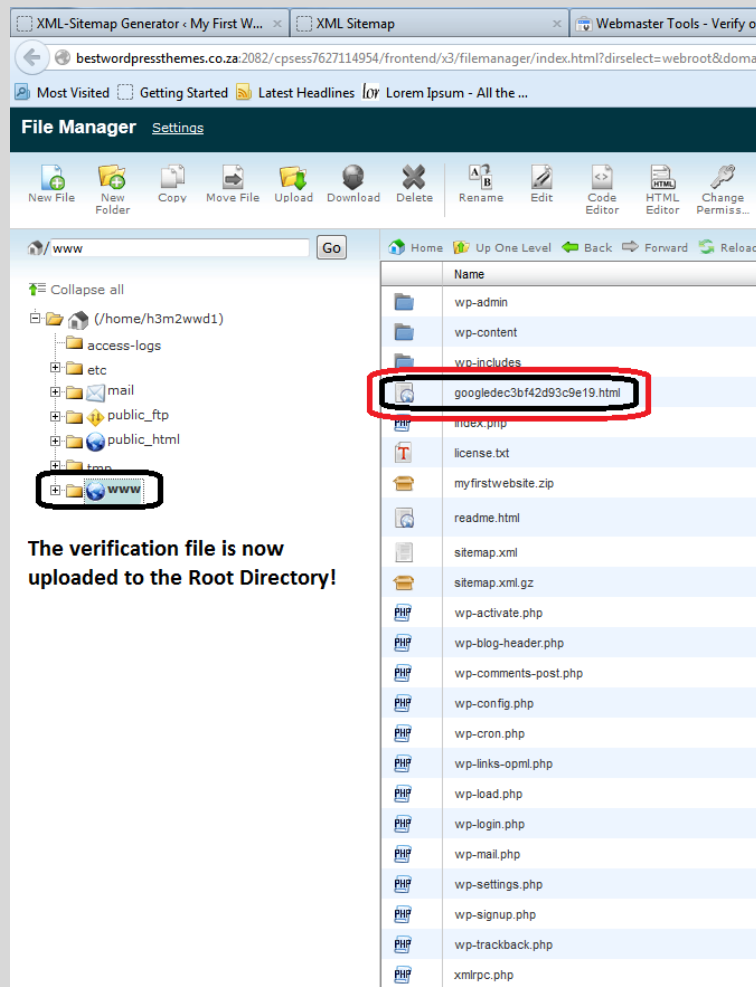 XML-Sitemap Generator ‹ My First W... × XML Sitemap × Webmaster Tools - Verify o
bestwordpressthemes.co.za:2082/cpsess7627114954/frontend/x3/filemanager/index.html?dirselect=webroot&doma
Most Visited Getting Started Latest Headlines lor Lorem Ipsum - All the ...
File Manager Settings
New File New Folder Copy Move File Upload Download Delete Rename Edit Code Editor HTML Editor Change Permiss...
/ www Go
Home Up One Level Back Forward Reload
Collapse all
(/home/h3m2wwd1)
access-logs
etc
mail
public_ftp
public_html
tmp
www
The verification file is now
uploaded to the Root Directory!
Name
wp-admin
wp-content
wp-includes
googledec3bf42d93c9e19.html
index.php
license.txt
myfirstwebsite.zip
readme.html
sitemap.xml
sitemap.xml.gz
wp-activate.php
wp-blog-header.php
wp-comments-post.php
wp-config.php
wp-cron.php
wp-links-opml.php
wp-load.php
wp-login.php
wp-mail.php
wp-settings.php
wp-signup.php
wp-trackback.php
xmlrpc.php